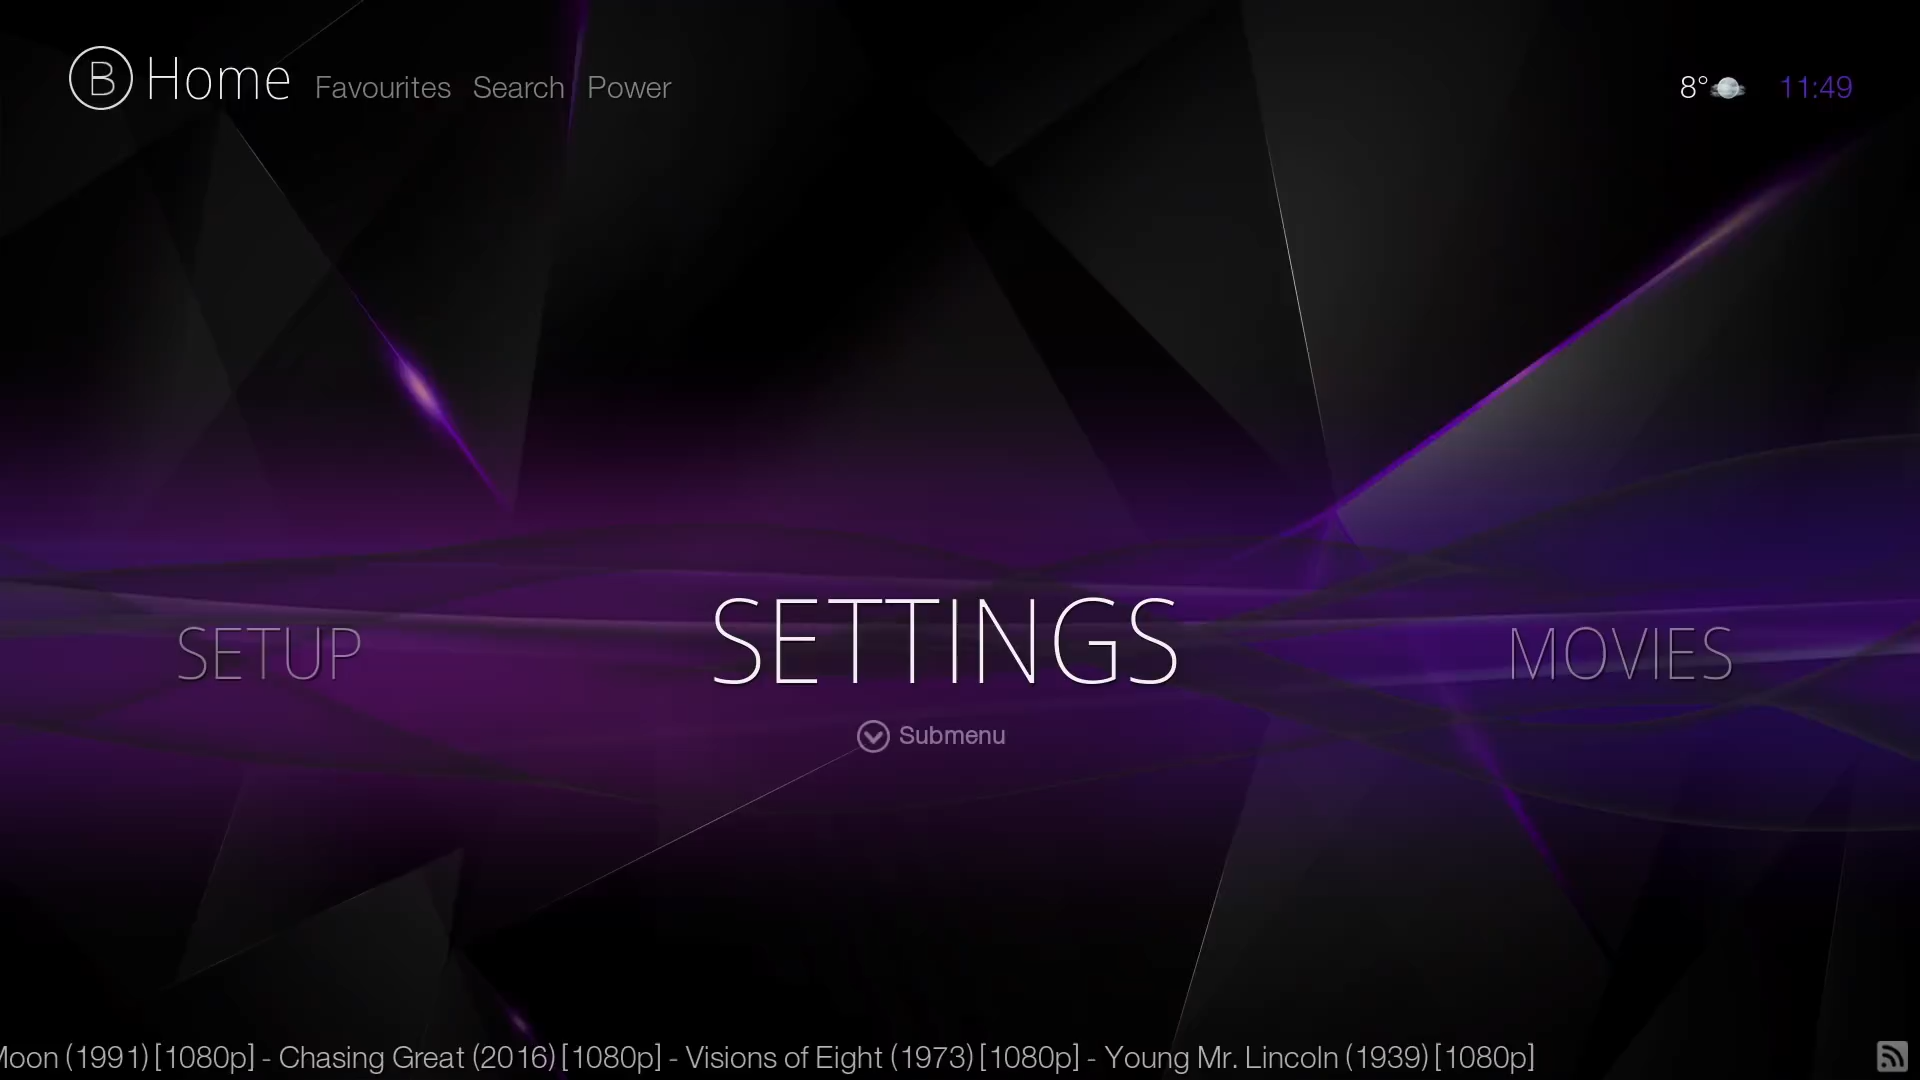 B Home Favourites Search Power 8° 11:49
SETUP SETTINGS MOVIES
Submenu
(1991) [1080p] - Chasing Great (2016) [1080p] - Visions of Eight (1973) [1080p] - Young Mr. Lincoln (1939) [1080p]